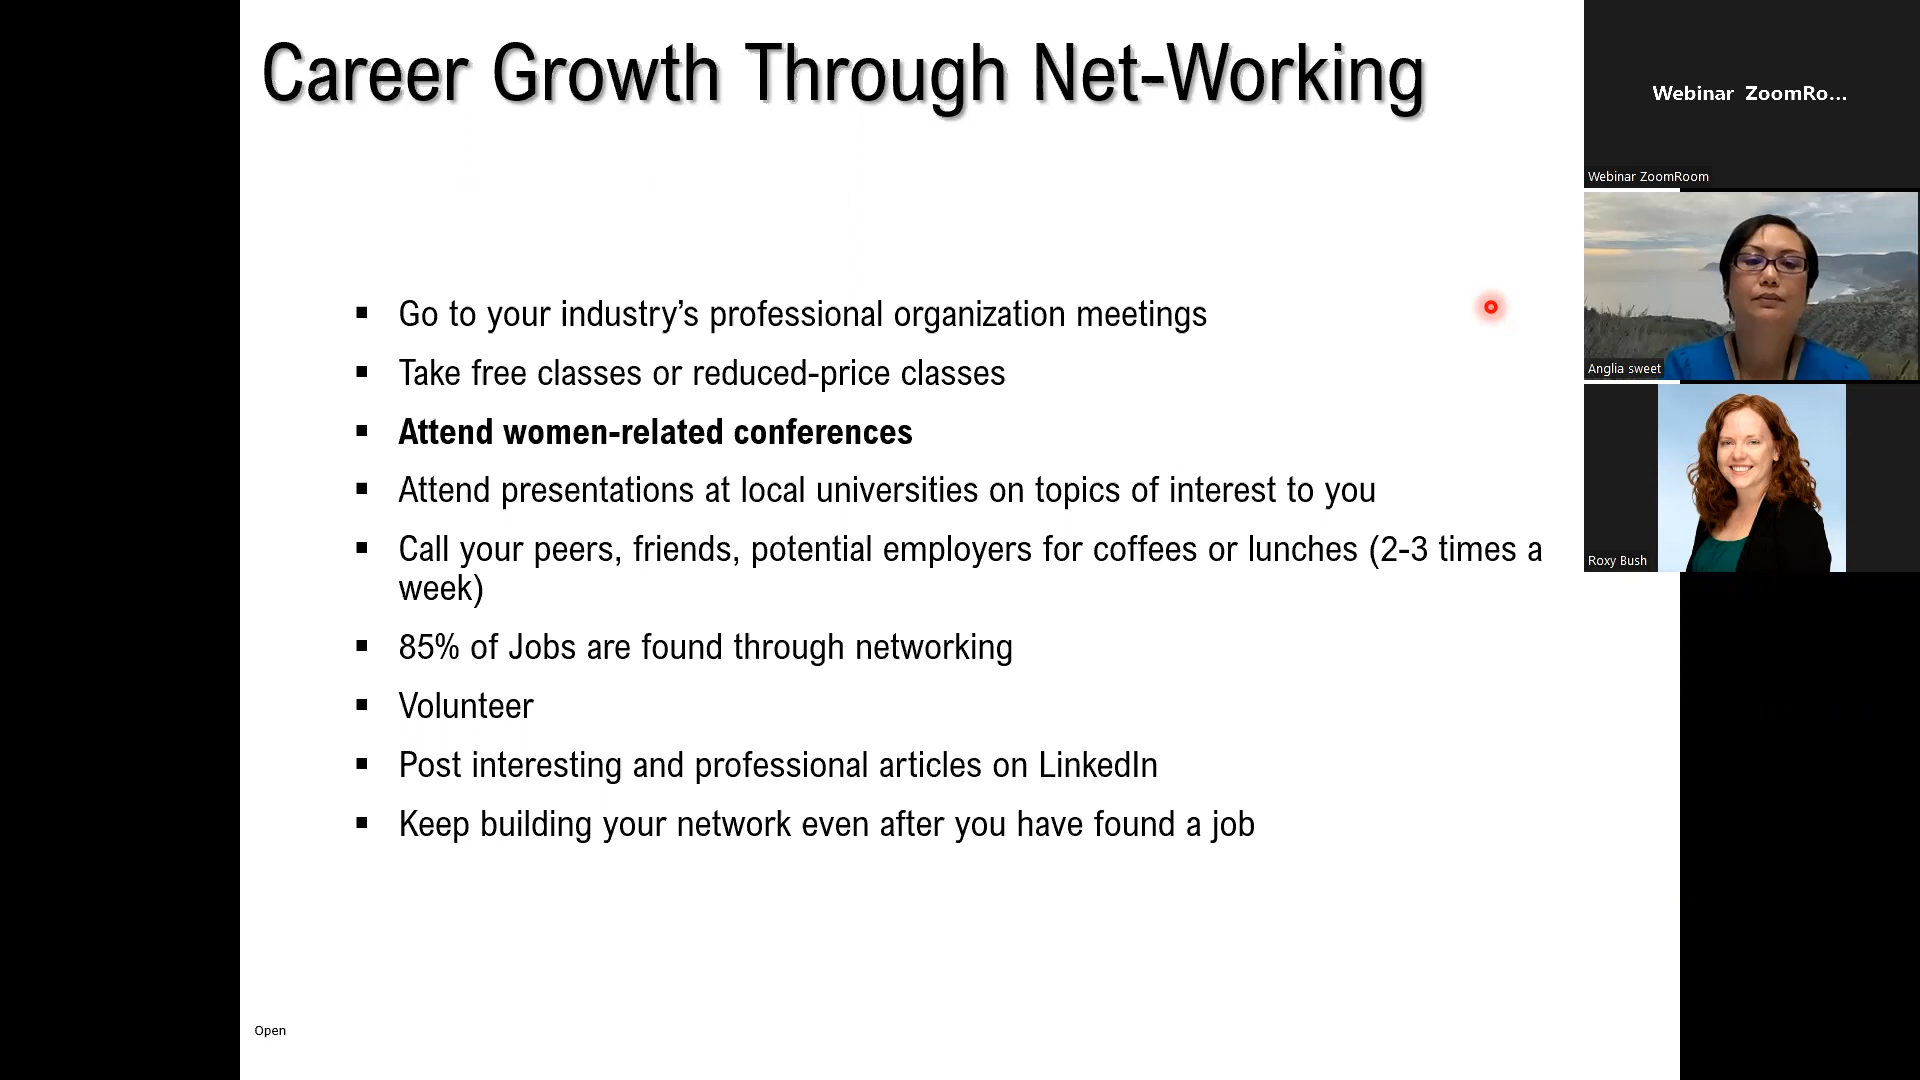 Career Growth Through Net-Working
▪ Go to your industry’s professional organization meetings
▪ Take free classes or reduced-price classes
▪ Attend women-related conferences
▪ Attend presentations at local universities on topics of interest to you
▪ Call your peers, friends, potential employers for coffees or lunches (2-3 times a
week)
▪ 85% of Jobs are found through networking
▪ Volunteer
▪ Post interesting and professional articles on LinkedIn
▪ Keep building your network even after you have found a job
Open
Webinar ZoomRo...
Webinar ZoomRoom
Anglia sweet
Roxy Bush